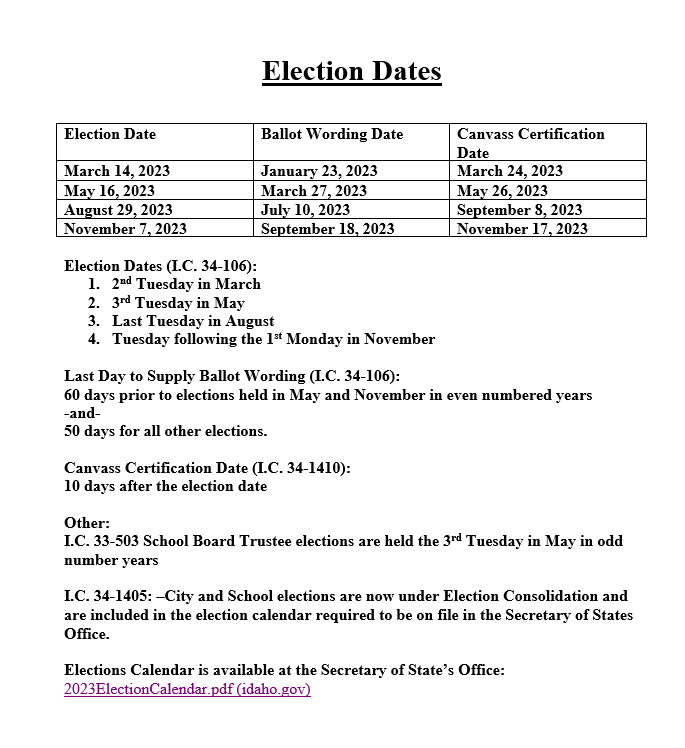 Election Dates
Election Date Ballot Wording Date Canvass Certification
Date
March 14, 2023 January 23, 2023 March 24, 2023
May 16, 2023 March 27, 2023 May 26, 2023
August 29, 2023 July 10, 2023 September 8, 2023
November 7, 2023 September 18, 2023 November 17, 2023
Election Dates (I.C. 34-106):
1. 2nd Tuesday in March
2. 3rd Tuesday in May
3. Last Tuesday in August
4. Tuesday following the 1st Monday in November
Last Day to Supply Ballot Wording (I.C. 34-106):
60 days prior to elections held in May and November in even numbered years
-and-
50 days for all other elections.
Canvass Certification Date (I.C. 34-1410):
10 days after the election date
Other:
I.C. 33-503 School Board Trustee elections are held the 3rd Tuesday in May in odd
number years
I.C. 34-1405: –City and School elections are now under Election Consolidation and
are included in the election calendar required to be on file in the Secretary of States
Office.
Elections Calendar is available at the Secretary of State’s Office:
2023ElectionCalendar.pdf (idaho.gov)